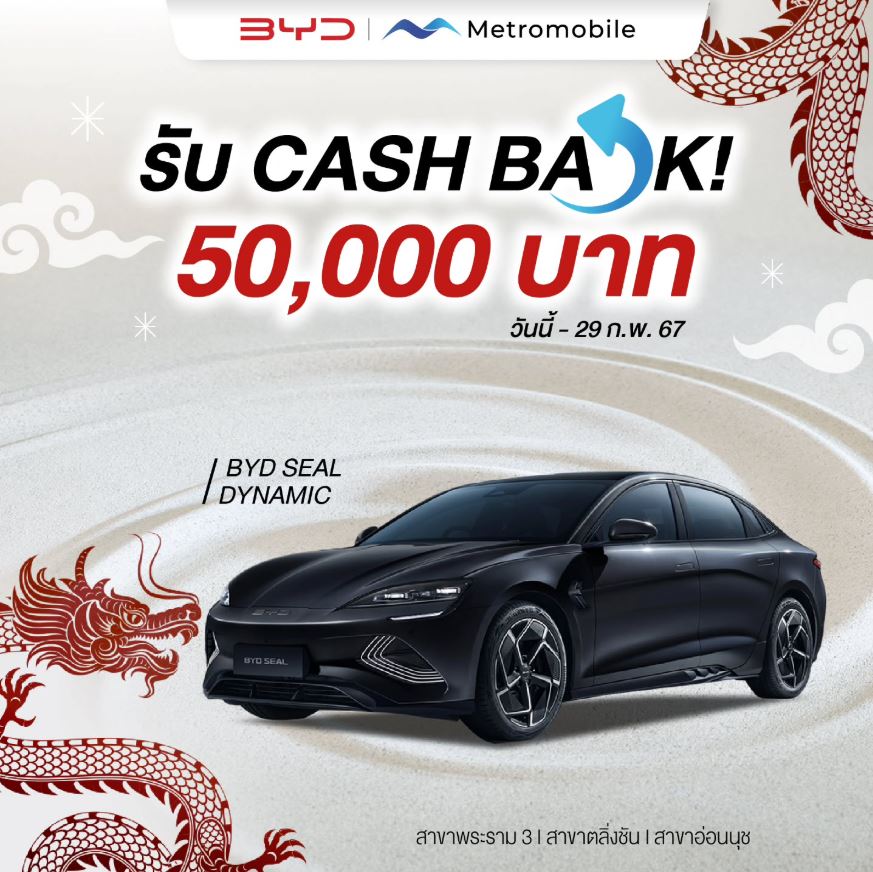 BYD | Metromobile
รับ CASH BACK!
50,000 บาท
วันนี้ - 29 ก.พ. 67
BYD SEAL
DYNAMIC
BYD
BYD SEAL
สาขาพระราม 3 | สาขาตลิ่งชัน | สาขาอ่อนนุช